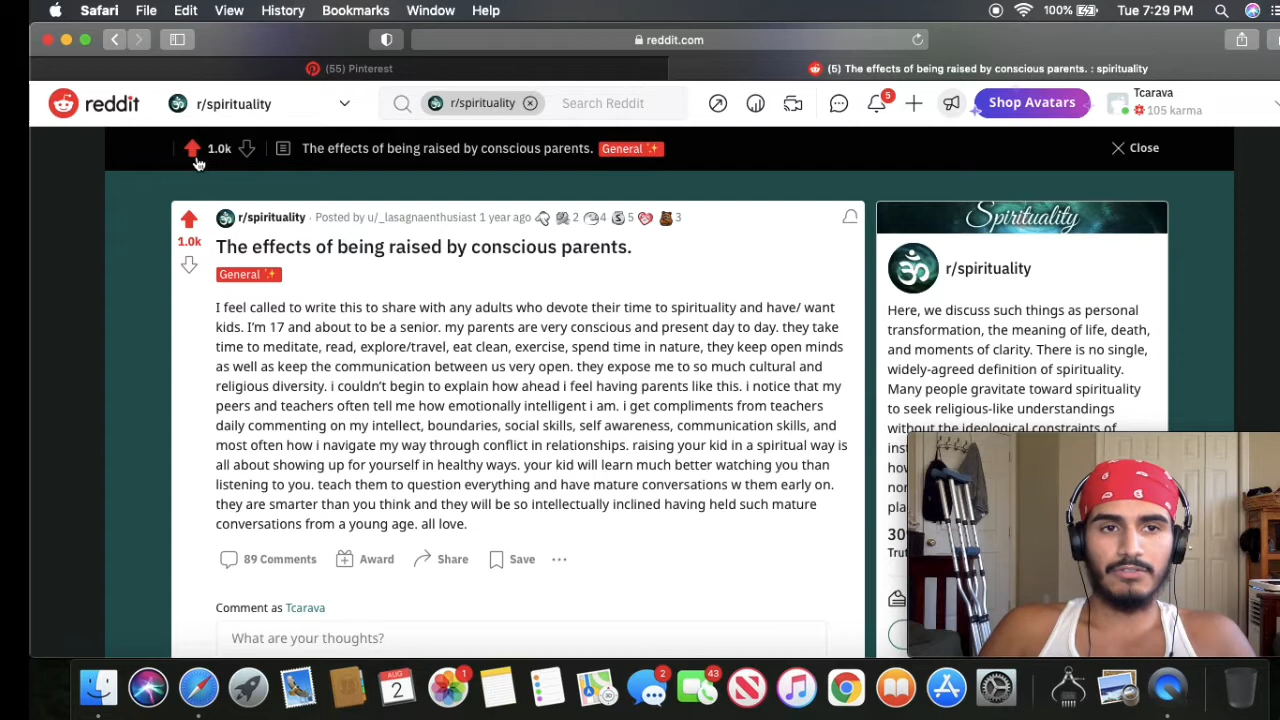 Safari File Edit View History Bookmarks Window Help 100% Tue 7:29 PM
reddit.com
(55) Pinterest
(5) The effects of being raised by conscious parents. : spirituality
reddit r/spirituality r/spirituality Search Reddit 5 Shop Avatars Tcarava
105 karma
1.0k The effects of being raised by conscious parents. General Close
r/spirituality · Posted by u/_lasagnaenthusiast 1 year ago 2 4 5 3
1.0k
The effects of being raised by conscious parents.
General
I feel called to write this to share with any adults who devote their time to spirituality and have/ want
kids. I'm 17 and about to be a senior. my parents are very conscious and present day to day. they take
time to meditate, read, explore/travel, eat clean, exercise, spend time in nature, they keep open minds
as well as keep the communication between us very open. they expose me to so much cultural and
religious diversity. i couldn't begin to explain how ahead i feel having parents like this. i notice that my
peers and teachers often tell me how emotionally intelligent i am. i get compliments from teachers
daily commenting on my intellect, boundaries, social skills, self awareness, communication skills, and
most often how i navigate my way through conflict in relationships. raising your kid in a spiritual way is
all about showing up for yourself in healthy ways. your kid will learn much better watching you than
listening to you. teach them to question everything and have mature conversations w them early on.
they are smarter than you think and they will be so intellectually inclined having held such mature
conversations from a young age. all love.
89 Comments Award Share Save
Comment as Tcarava
What are your thoughts?
Spirituality
r/spirituality
Here, we discuss such things as personal
transformation, the meaning of life, death,
and moments of clarity. There is no single,
widely-agreed definition of spirituality.
Many people gravitate toward spirituality
to seek religious-like understandings
without the ideological constraints of
AUG
2
1
2
43